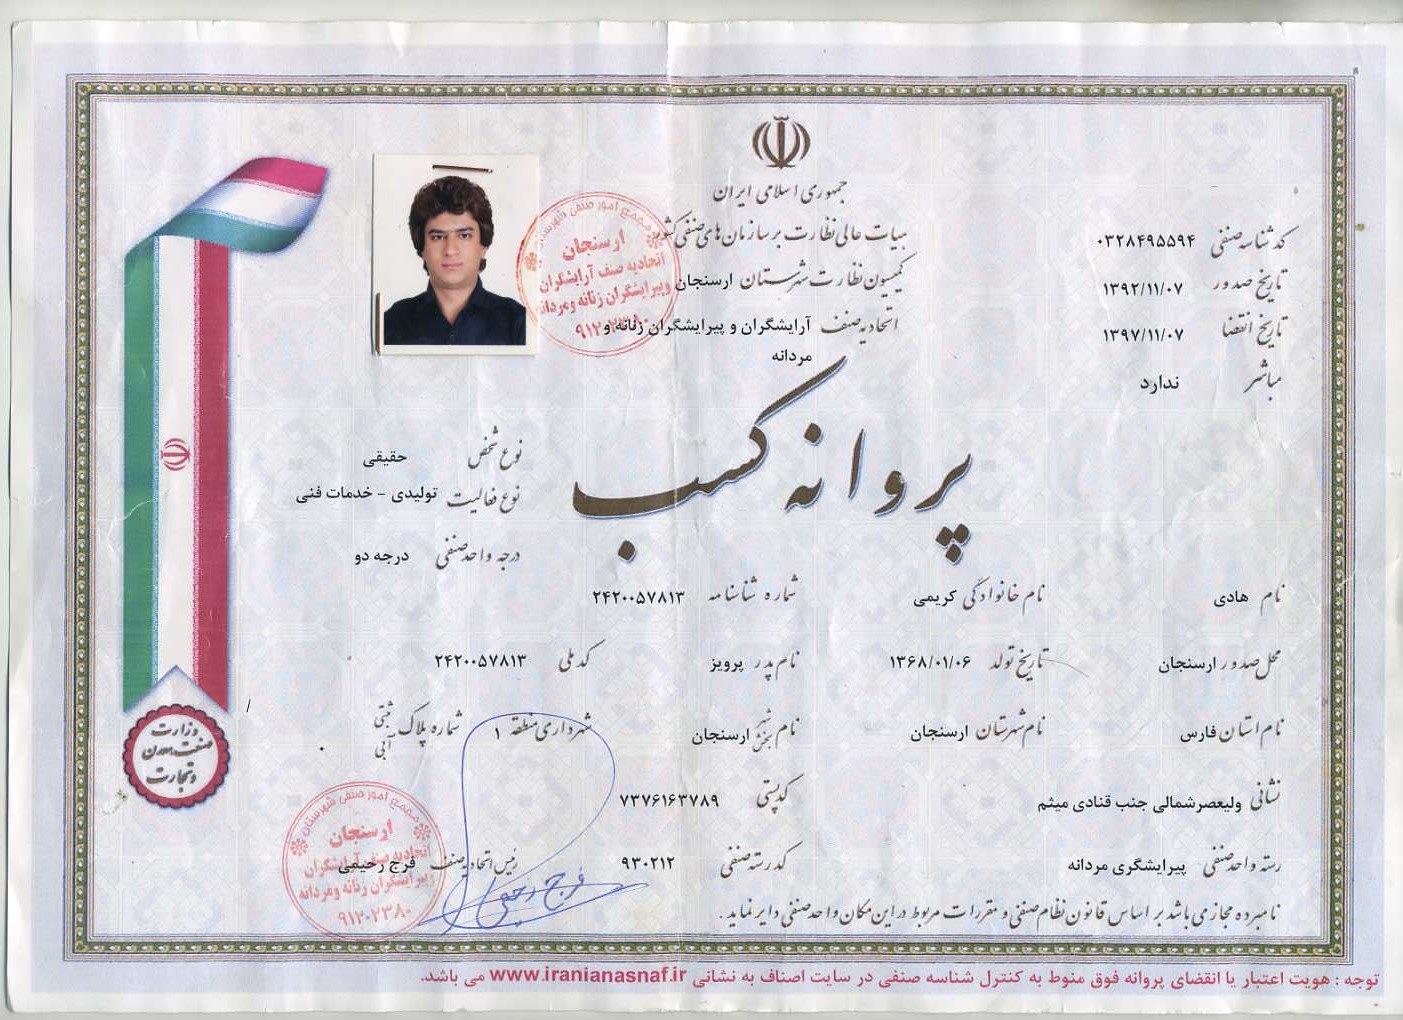 جمهوری اسلامی ایران
هیات عالی نظارت بر سازمان های صنفی کشور
کمیسیون نظارت شهرستان ارسنجان
اتحادیه صنف آرایشگران و پیرایشگران زنانه و
مردانه
کد شناسه صنفی ۰۳۲۸۴۹۵۵۹۴
تاریخ صدور ۱۳۹۲/۱۱/۰۷
تاریخ انقضا ۱۳۹۷/۱۱/۰۷
مباشر ندارد
مجمع امور صنفی شهرستان
ارسنجان
اتحادیه صنف آرایشگران
وپیرایشگران زنانه ومردانه
۹۱۲۰۲۳۸۰
پروانه کسب
نوع شخص حقیقی
نوع فعالیت تولیدی - خدمات فنی
درجه واحد صنفی درجه دو
نام هادی نام خانوادگی کریمی شماره شناسنامه ۲۴۲۰۰۵۷۸۱۳
محل صدور ارسنجان تاریخ تولد ۱۳۶۸/۰۱/۰۶ نام پدر پرویز کد ملی ۲۴۲۰۰۵۷۸۱۳
نام استان فارس نام شهرستان ارسنجان نام شهر بخش ارسنجان شهرداری منطقه ۱ شماره پلاک ثبتی آبی ۰
نشانی ولیعصرشمالی جنب قنادی میثم کدپستی ۷۳۷۶۱۶۳۷۸۹
رسته واحد صنفی پیرایشگری مردانه کد رسته صنفی ۹۳۰۲۱۲ رئیس اتحادیه صنف فرج رحیمی
فرج رحیمی
نامبرده مجاز می باشد بر اساس قانون نظام صنفی و مقررات مربوط در این مکان واحد صنفی دایر نماید.
وزارت
صنعت، معدن
و تجارت
مجمع امور صنفی شهرستان
ارسنجان
اتحادیه صنف آرایشگران
وپیرایشگران زنانه ومردانه
۹۱۲۰۲۳۸۰
توجه : هویت اعتبار یا انقضای پروانه فوق منوط به کنترل شناسه صنفی در سایت اصناف به نشانی www.iranianasnaf.ir می باشد.